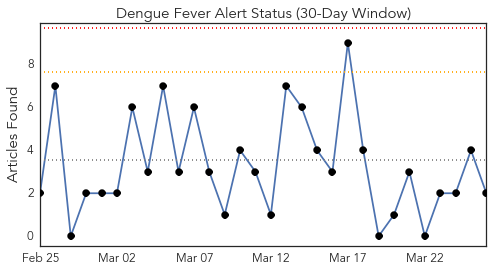 Dengue Fever Alert Status (30-Day Window)
Articles Found
8
6
4
2
0
Feb 25
Mar 02
Mar 07
Mar 12
Mar 17
Mar 22